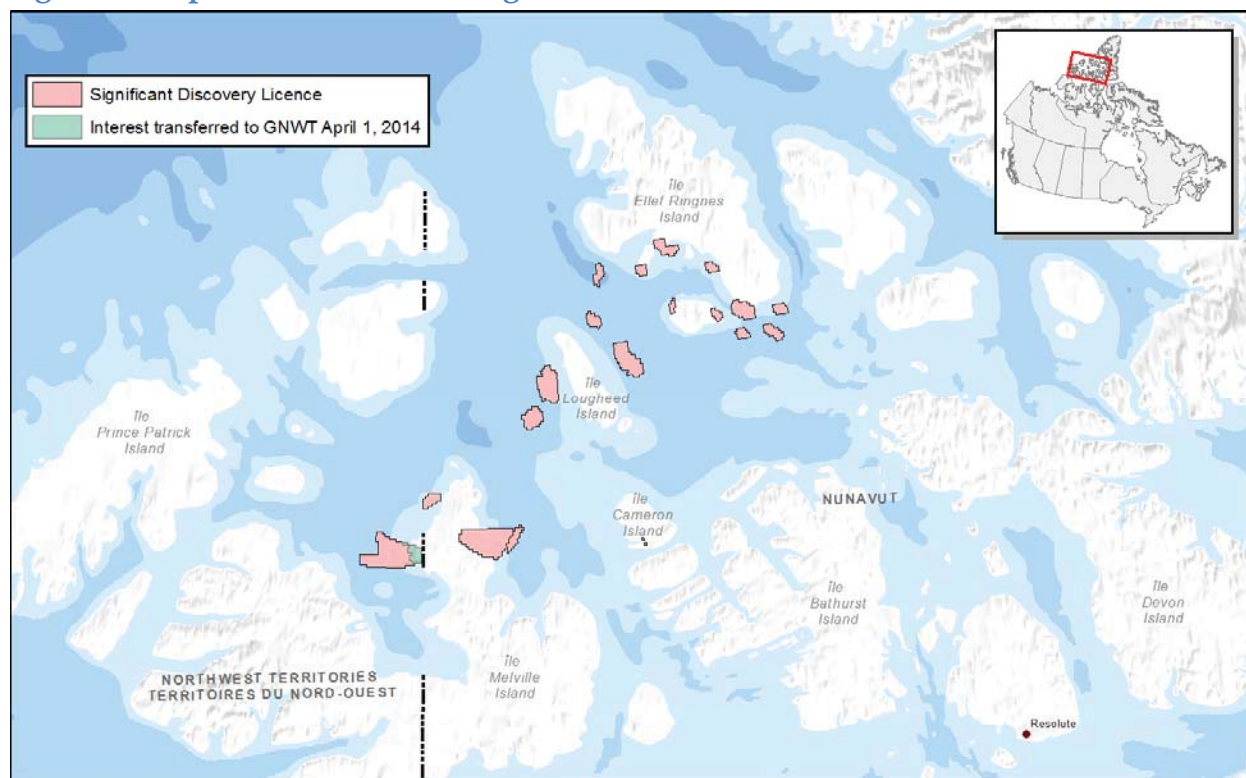 Significant Discovery Licence
Interest transferred to GNWT April 1, 2014
île
Ellef Ringnes
Island
île
Lougheed
Island
île
Prince Patrick
Island
île
Cameron
Island
NUNAVUT
île
Bathurst
Island
île
Devon
Island
île
Melville
Island
NORTHWEST TERRITORIES
TERRITOIRES DU NORD-OUEST
Resolute